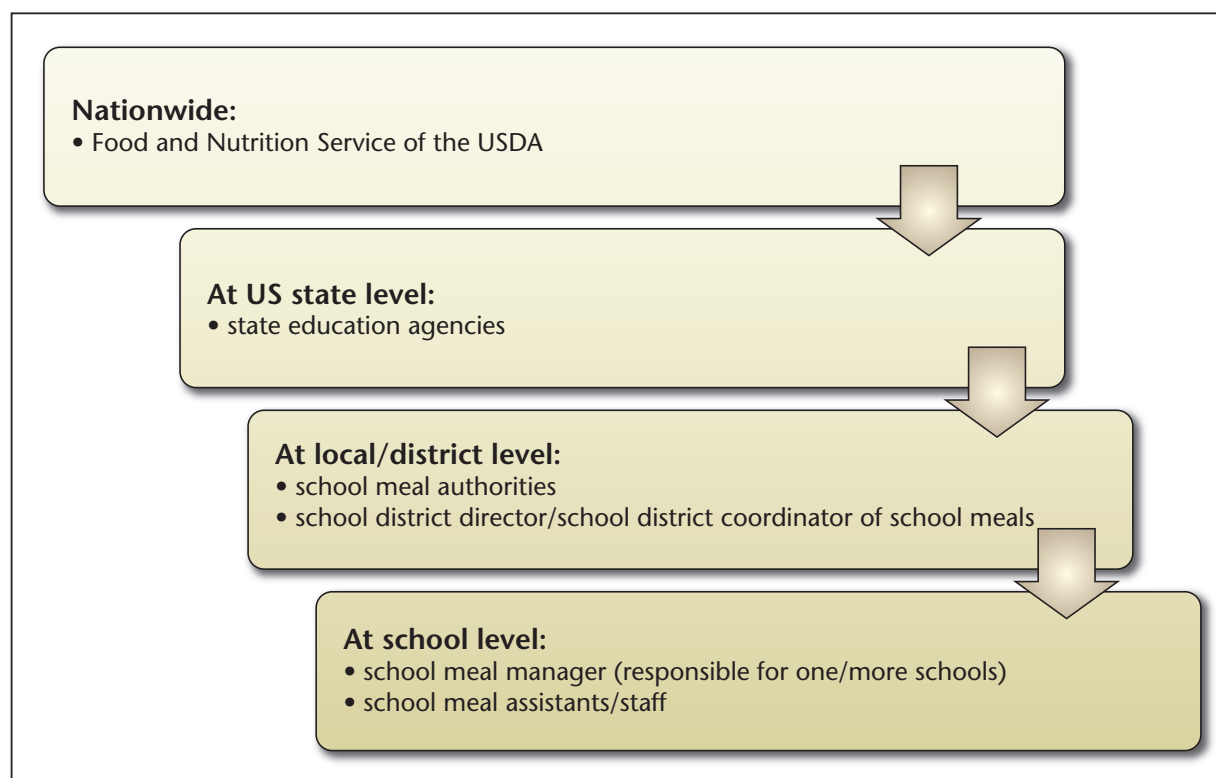 Nationwide:
• Food and Nutrition Service of the USDA
At US state level:
• state education agencies
At local/district level:
• school meal authorities
• school district director/school district coordinator of school meals
At school level:
• school meal manager (responsible for one/more schools)
• school meal assistants/staff